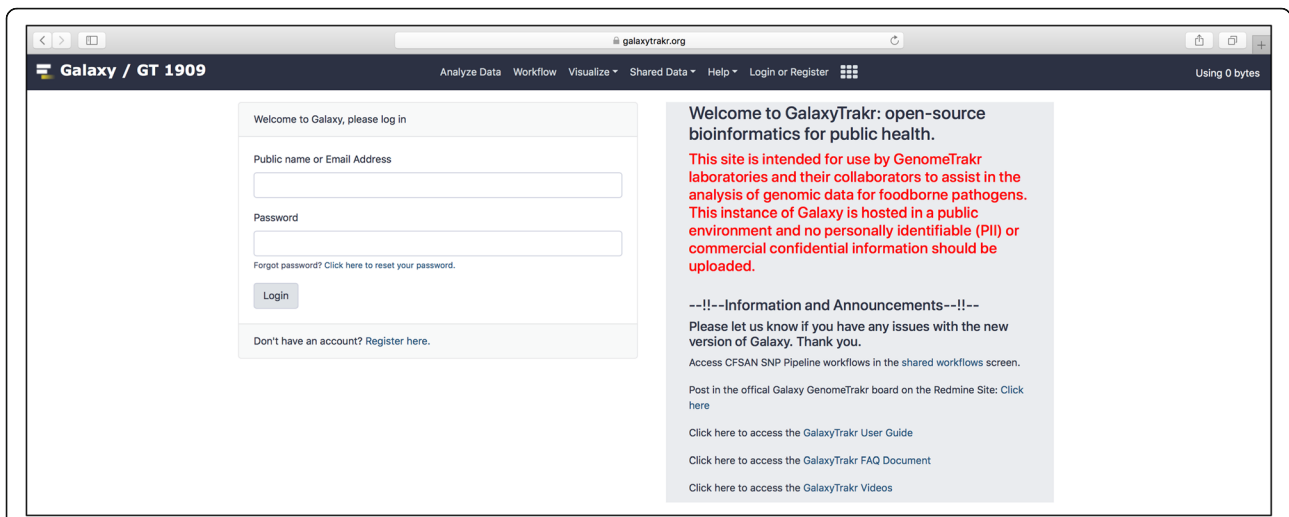 galaxytrakr.org
Galaxy / GT 1909
Analyze Data Workflow Visualize Shared Data Help Login or Register
Using 0 bytes
Welcome to Galaxy, please log in
Public name or Email Address
Password
Forgot password? Click here to reset your password.
Login
Don't have an account? Register here.
Welcome to GalaxyTrakr: open-source
bioinformatics for public health.
This site is intended for use by GenomeTrakr
laboratories and their collaborators to assist in the
analysis of genomic data for foodborne pathogens.
This instance of Galaxy is hosted in a public
environment and no personally identifiable (PII) or
commercial confidential information should be
uploaded.
--!!--Information and Announcements--!!--
Please let us know if you have any issues with the new
version of Galaxy. Thank you.
Access CFSAN SNP Pipeline workflows in the shared workflows screen.
Post in the offical Galaxy GenomeTrakr board on the Redmine Site: Click
here
Click here to access the GalaxyTrakr User Guide
Click here to access the GalaxyTrakr FAQ Document
Click here to access the GalaxyTrakr Videos